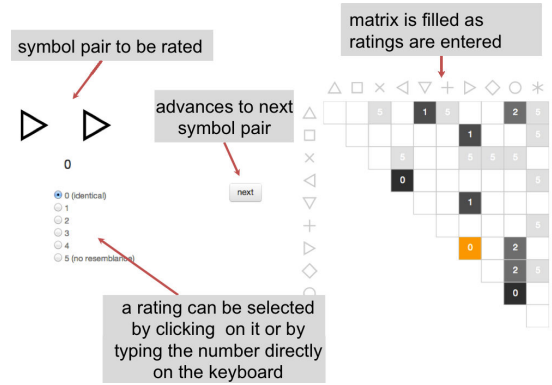 symbol pair to be rated
matrix is filled as
ratings are entered
advances to next
symbol pair
0
next
0 (identical)
1
2
3
4
5 (no resemblance)
5 1 5 2 5
1 5
5 5 5 5
0 5
1
0 2 5
2 5
0
a rating can be selected
by clicking on it or by
typing the number directly
on the keyboard